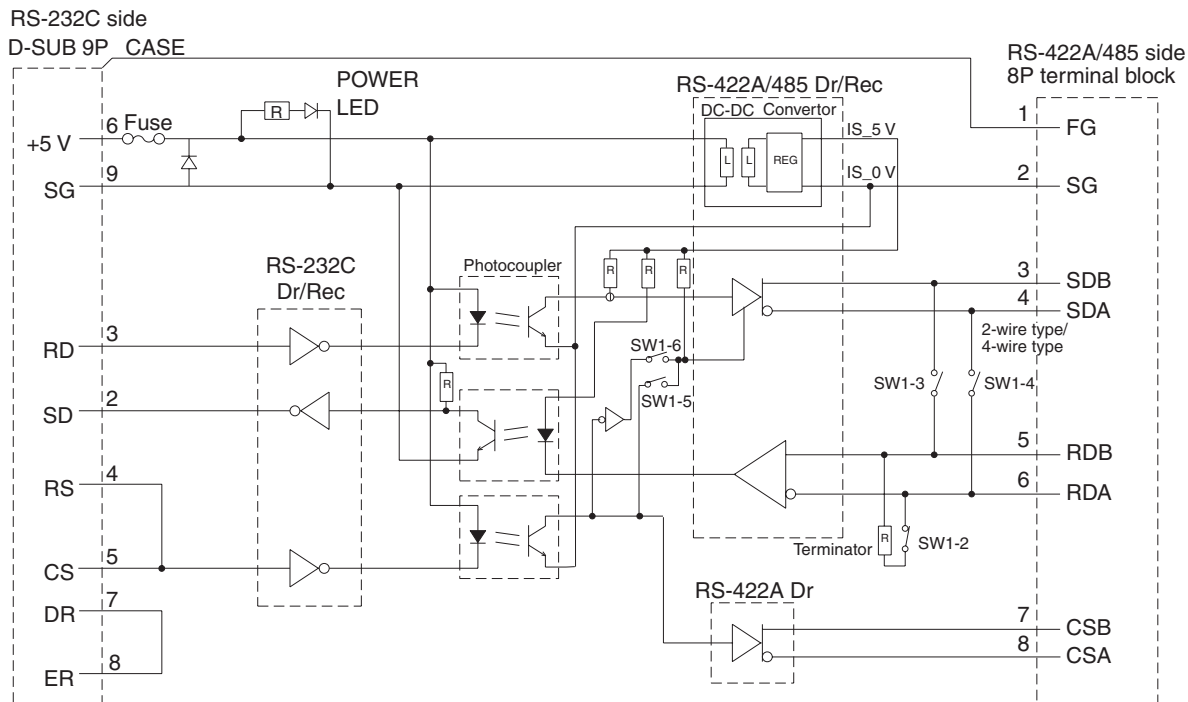 RS-232C side
D-SUB 9P CASE
RS-422A/485 side
8P terminal block
POWER
LED
RS-422A/485 Dr/Rec
DC-DC Convertor
R
6 Fuse
+5 V
L
L
REG
IS_5 V
1
FG
9
SG
IS_0 V
2
SG
RS-232C
Dr/Rec
Photocoupler
R
R
R
3
SDB
4
SDA
2-wire type/
4-wire type
3
RD
SW1-6
SW1-5
SW1-3
SW1-4
R
2
SD
5
RDB
4
RS
6
RDA
Terminator
R
SW1-2
5
CS
RS-422A Dr
7
DR
7
CSB
8
CSA
8
ER